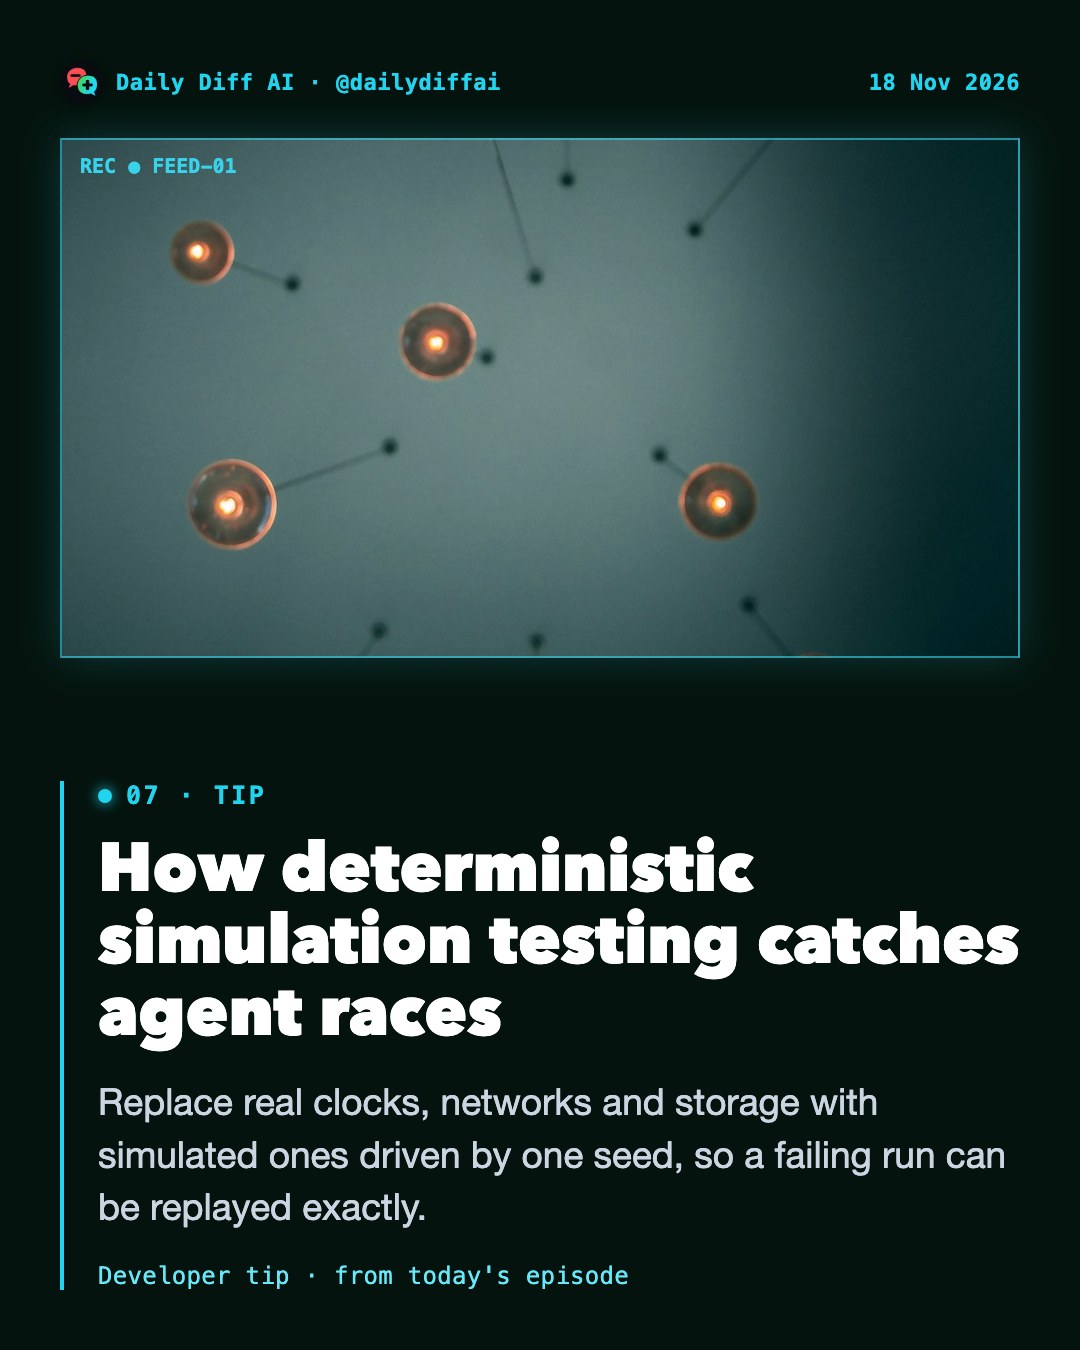 Daily Diff AI · @dailydiffai
18 Nov 2026
REC ● FEED-01
07 · TIP
How deterministic
simulation testing catches
agent races
Replace real clocks, networks and storage with
simulated ones driven by one seed, so a failing run can
be replayed exactly.
Developer tip · from today's episode